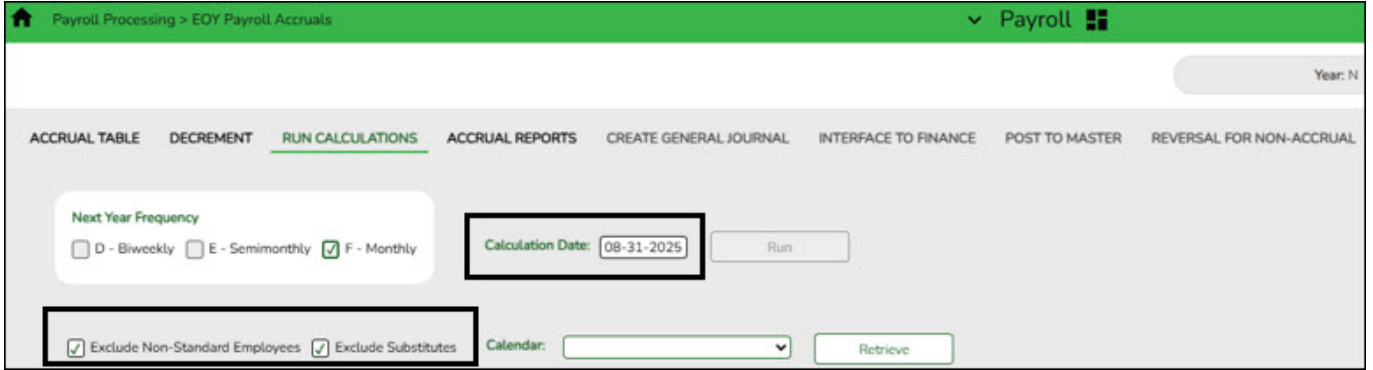 Payroll Processing > EOY Payroll Accruals
Payroll
Year: N
ACCRUAL TABLE DECREMENT RUN CALCULATIONS ACCRUAL REPORTS CREATE GENERAL JOURNAL INTERFACE TO FINANCE POST TO MASTER REVERSAL FOR NON-ACCRUAL
Next Year Frequency
D - Biweekly E - Semimonthly F - Monthly
Calculation Date: 08-31-2025 Run
Exclude Non-Standard Employees Exclude Substitutes Calendar: Retrieve